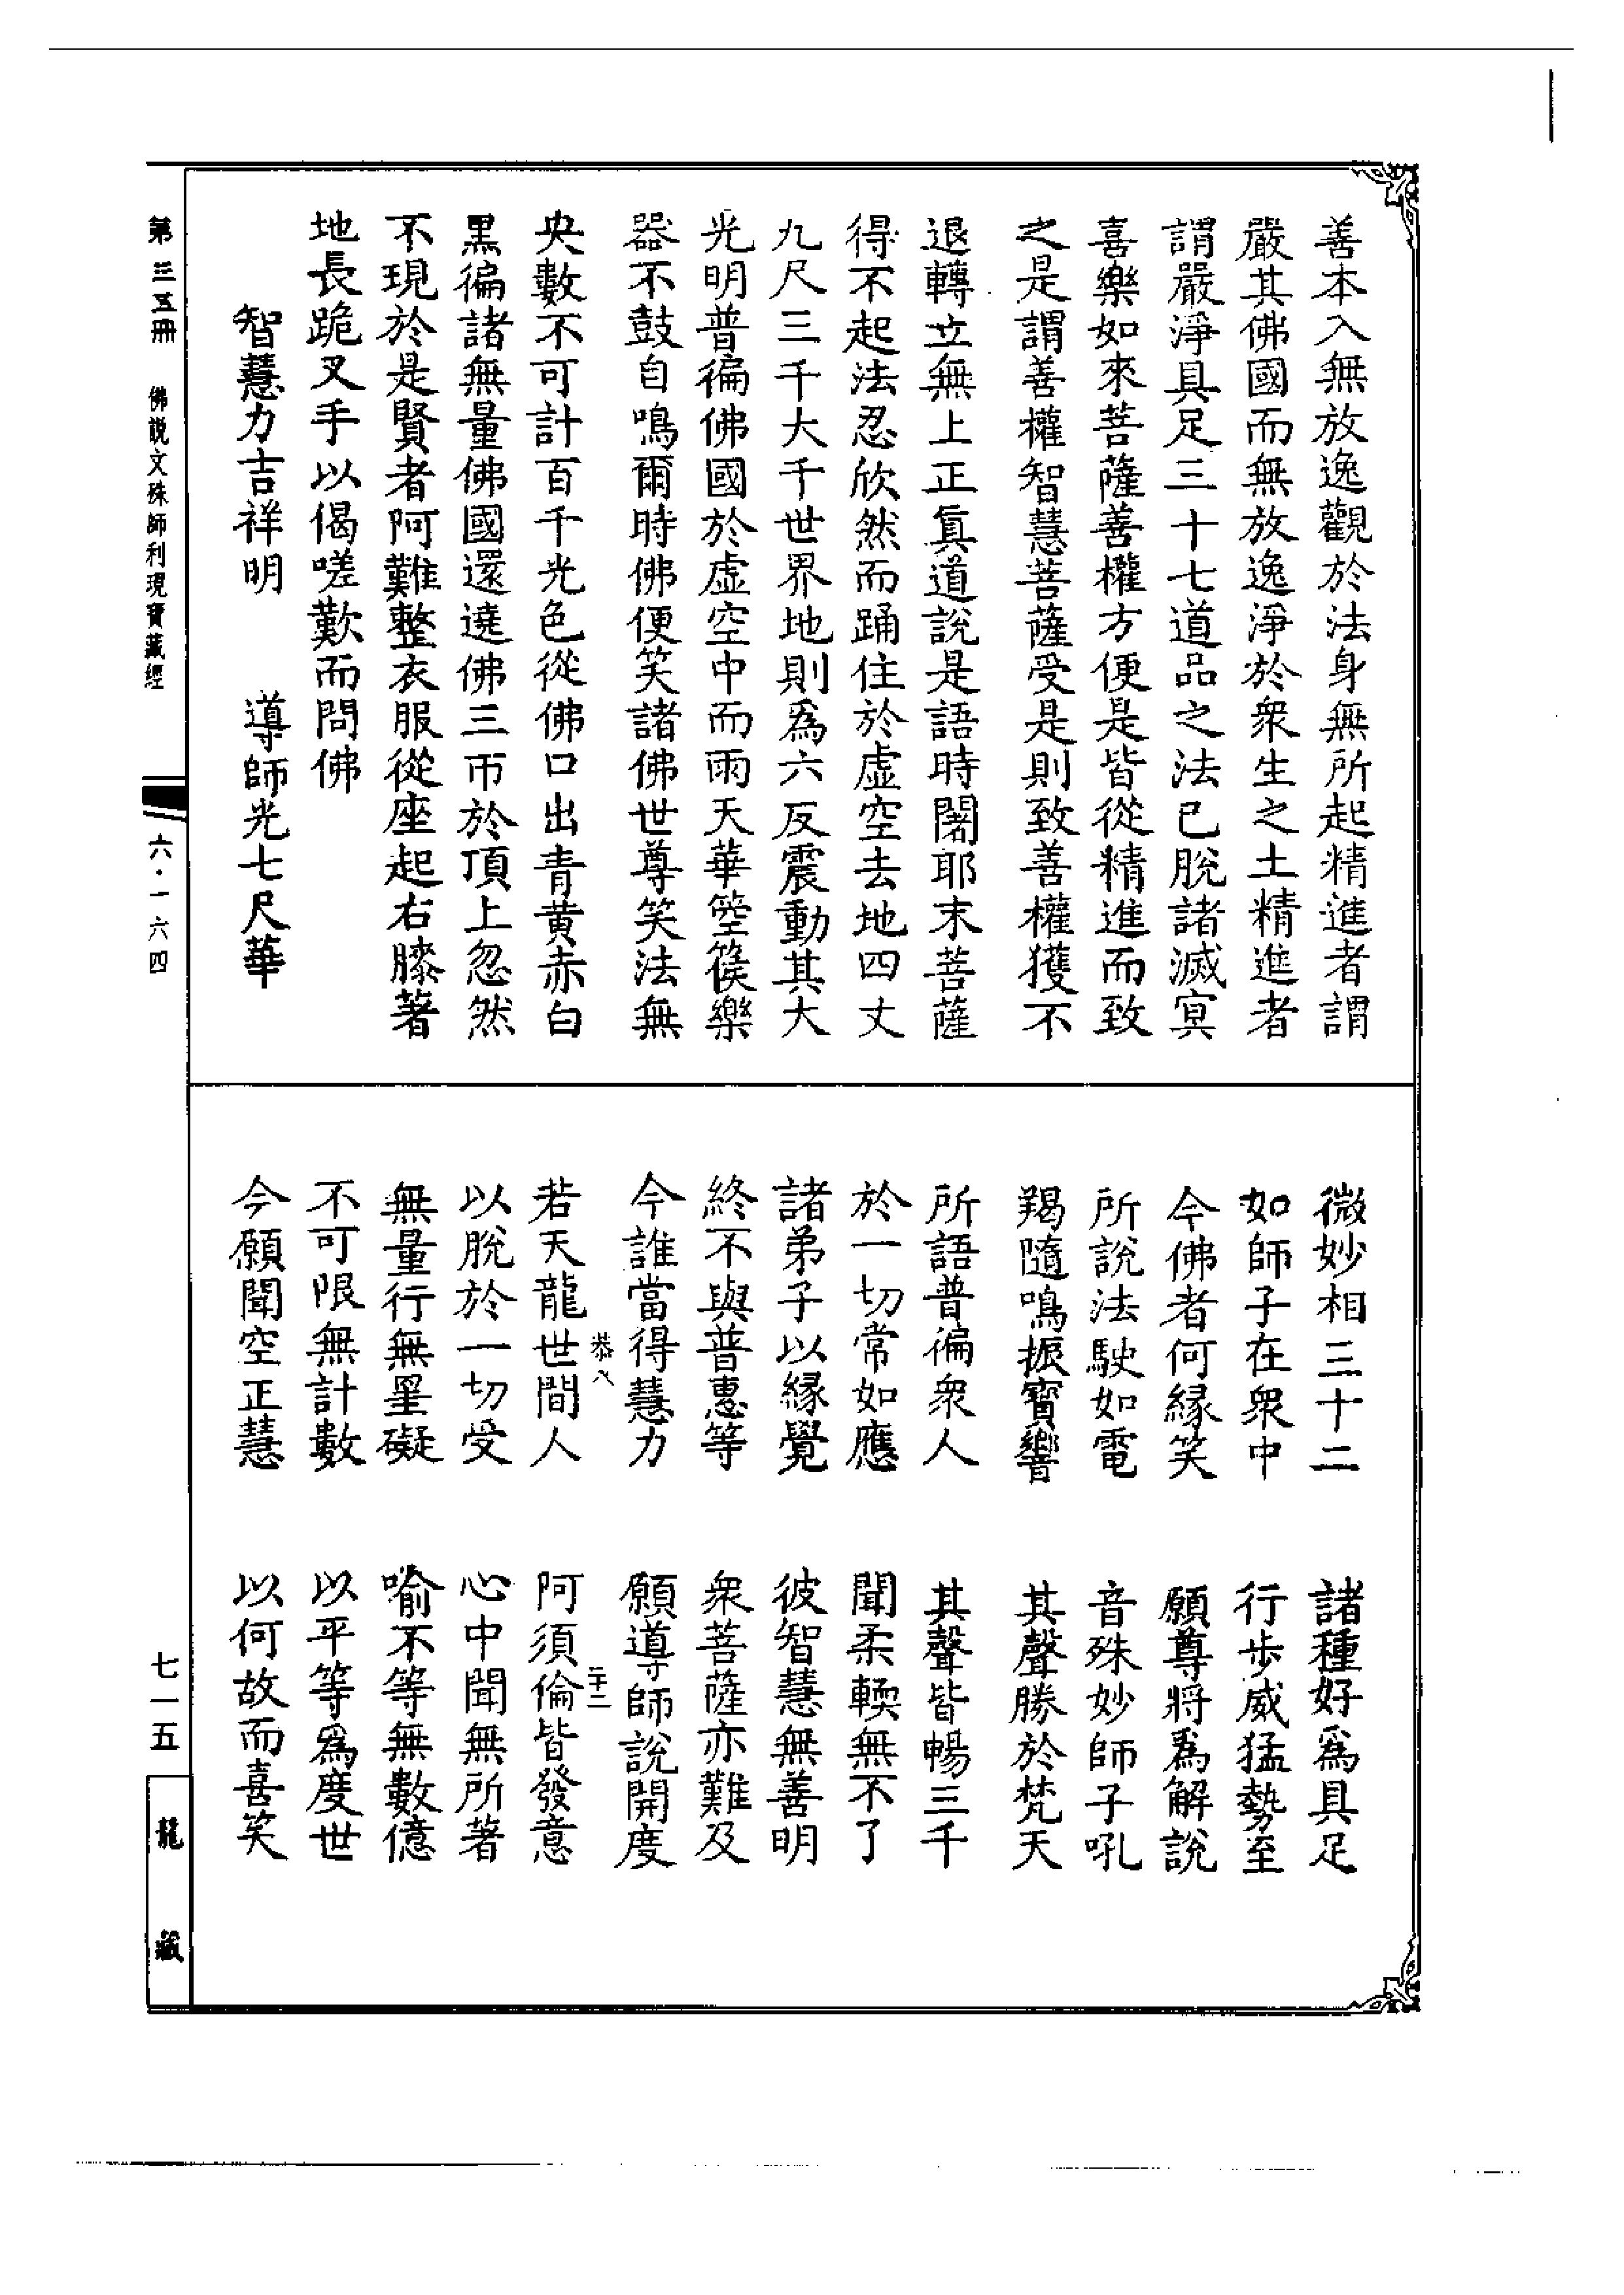 善本入無放逸觀於法身無所起精進者謂
嚴其佛國而無放逸淨於衆生之土精進者
謂嚴淨具足三十七道品之法已脫諸滅㝠
喜樂如來菩薩善權方便是皆從精進而致
之是謂善權智慧菩薩受是則致善權獲不
退轉立無上正眞道說是語時闍耶末菩薩
得不起法忍欣然而踊住於虛空去地四丈
九尺三千大千世界地則爲六反震動其大
光明普徧佛國於虛空中而雨天華箜篌樂
器不鼓自鳴爾時佛便笑諸佛世尊笑法無
央數不可計百千光色從佛口出青黃赤白
黑徧諸無量佛國還遶佛三帀於頂上忽然
不現於是賢者阿難整衣服從座起右膝著
地長跪叉手以偈嗟歎而問佛
智慧力吉祥明　導師光七尺華
微妙相三十二　諸種好爲具足
如師子在衆中　行步威猛勢至
今佛者何緣笑　願尊將爲解說
所說法駛如電　音殊妙師子吼
羯隨鳴振寶響　其聲勝於梵天
所語普徧衆人　其聲皆暢三千
於一切常如應　聞柔輭無不了
諸弟子以緣覺　彼智慧無善明
終不與普惠等　衆菩薩亦難及
今誰當得慧力　願導師說開度
恭八　二十二
若天龍世間人　阿須倫皆發意
以脫於一切受　心中聞無所著
無量行無罣礙　喻不等無數億
不可限無計數　以平等爲度世
今願聞空正慧　以何故而喜笑
第三五冊　佛說文殊師利現寶藏經
六·一六四
七一五
龍藏